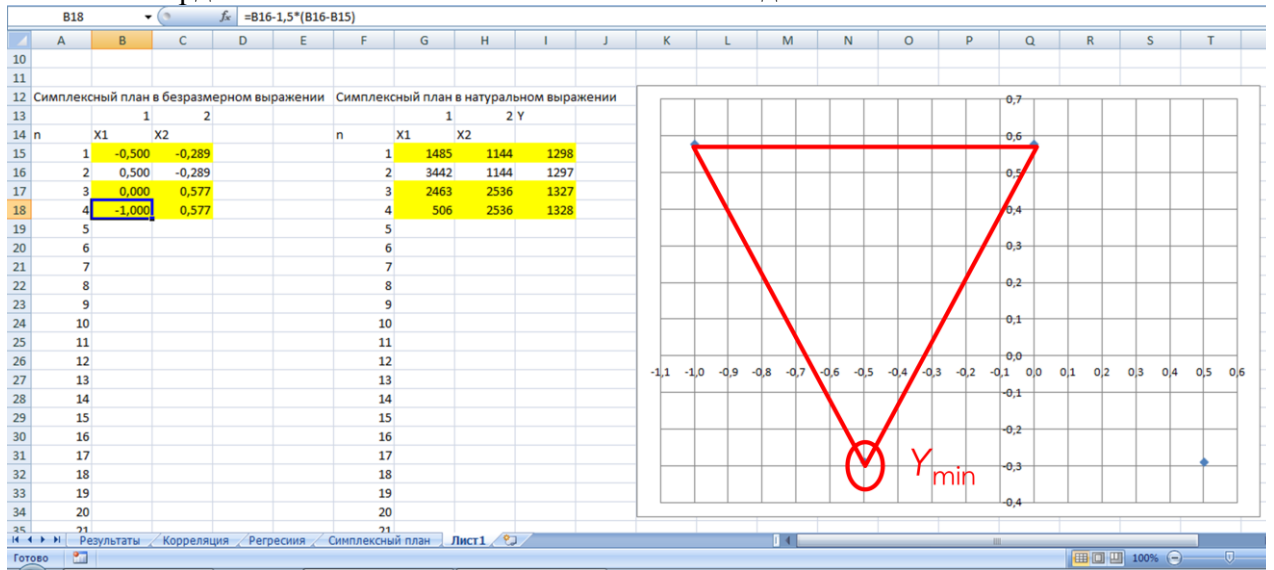 B18 fx =B16-1,5*(B16-B15)
A B C D E F G H I J K L M N O P Q R S T
10
11
12 Симплексный план в безразмерном выражении Симплексный план в натуральном выражении
13 1 2 1 2 Y
14 n X1 X2 n X1 X2
15 1 -0,500 -0,289 1 1485 1144 1298
16 2 0,500 -0,289 2 3442 1144 1297
17 3 0,000 0,577 3 2463 2536 1327
18 4 -1,000 0,577 4 506 2536 1328
19 5 5
20 6 6
21 7 7
22 8 8
23 9 9
24 10 10
25 11 11
26 12 12
27 13 13
28 14 14
29 15 15
30 16 16
31 17 17
32 18 18
33 19 19
34 20 20
35 21 21
0,7
0,6
0,5
0,4
0,3
0,2
0,1
0,0
-1,1 -1,0 -0,9 -0,8 -0,7 -0,6 -0,5 -0,4 -0,3 -0,2 -0,1 0,0 0,1 0,2 0,3 0,4 0,5 0,6
-0,1
-0,2
-0,3
-0,4
Ymin
Результаты Корреляция Регресиия Симплексный план Лист1
Готово 100%